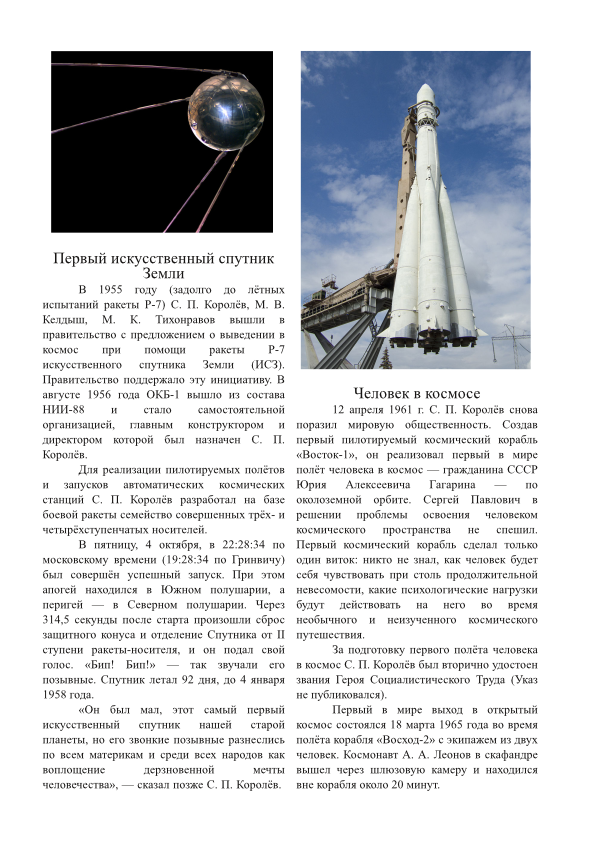 Первый искусственный спутник
Земли
В 1955 году (задолго до лётных
испытаний ракеты Р-7) С. П. Королёв, М. В.
Келдыш, М. К. Тихонравов вышли в
правительство с предложением о выведении в
космос при помощи ракеты Р-7
искусственного спутника Земли (ИСЗ).
Правительство поддержало эту инициативу. В
августе 1956 года ОКБ-1 вышло из состава
НИИ-88 и стало самостоятельной
организацией, главным конструктором и
директором которой был назначен С. П.
Королёв.
Для реализации пилотируемых полётов
и запусков автоматических космических
станций С. П. Королёв разработал на базе
боевой ракеты семейство совершенных трёх- и
четырёхступенчатых носителей.
В пятницу, 4 октября, в 22:28:34 по
московскому времени (19:28:34 по Гринвичу)
был совершён успешный запуск. При этом
апогей находился в Южном полушарии, а
перигей — в Северном полушарии. Через
314,5 секунды после старта произошли сброс
защитного конуса и отделение Спутника от II
ступени ракеты-носителя, и он подал свой
голос. «Бип! Бип!» — так звучали его
позывные. Спутник летал 92 дня, до 4 января
1958 года.
«Он был мал, этот самый первый
искусственный спутник нашей старой
планеты, но его звонкие позывные разнеслись
по всем материкам и среди всех народов как
воплощение дерзновенной мечты
человечества», — сказал позже С. П. Королёв.
Человек в космосе
12 апреля 1961 г. С. П. Королёв снова
поразил мировую общественность. Создав
первый пилотируемый космический корабль
«Восток-1», он реализовал первый в мире
полёт человека в космос — гражданина СССР
Юрия Алексеевича Гагарина — по
околоземной орбите. Сергей Павлович в
решении проблемы освоения человеком
космического пространства не спешил.
Первый космический корабль сделал только
один виток: никто не знал, как человек будет
себя чувствовать при столь продолжительной
невесомости, какие психологические нагрузки
будут действовать на него во время
необычного и неизученного космического
путешествия.
За подготовку первого полёта человека
в космос С. П. Королёв был вторично удостоен
звания Героя Социалистического Труда (Указ
не публиковался).
Первый в мире выход в открытый
космос состоялся 18 марта 1965 года во время
полёта корабля «Восход-2» с экипажем из двух
человек. Космонавт А. А. Леонов в скафандре
вышел через шлюзовую камеру и находился
вне корабля около 20 минут.